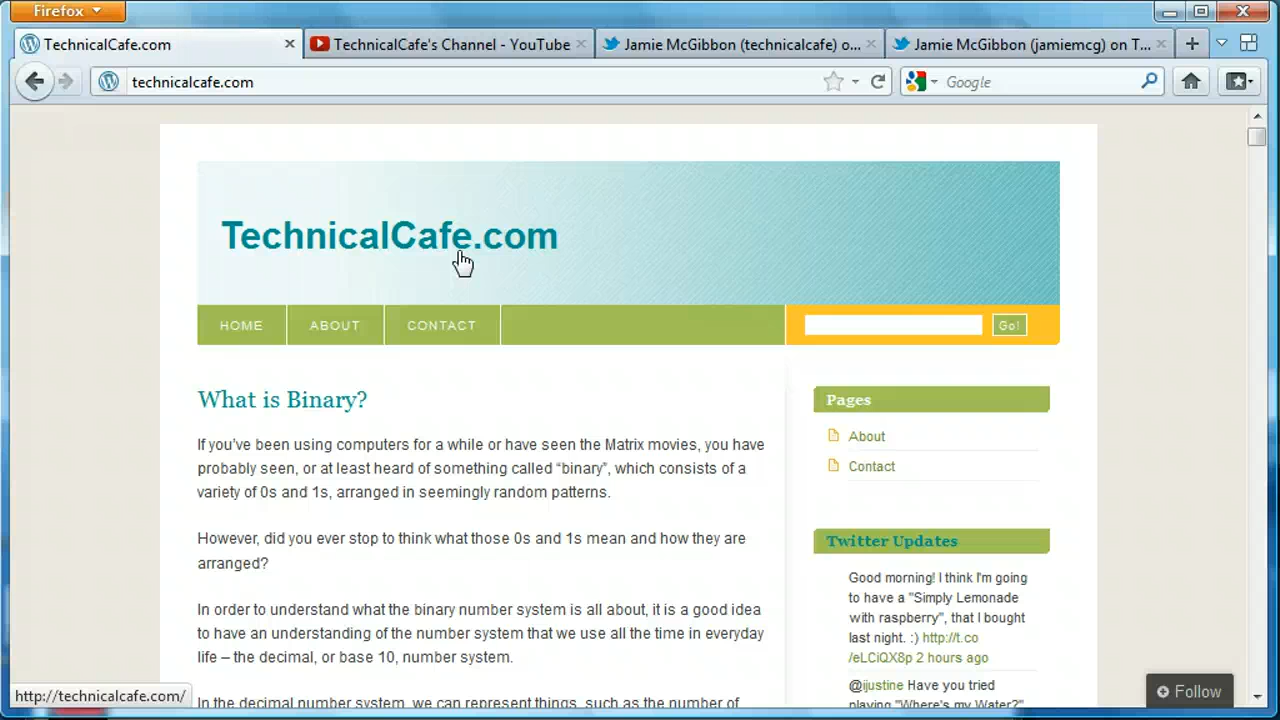 Firefox
TechnicalCafe.com
TechnicalCafe's Channel - YouTube
Jamie McGibbon (technicalcafe) o...
Jamie McGibbon (jamiemcg) on T...
technicalcafe.com
Google
TechnicalCafe.com
HOME
ABOUT
CONTACT
Go!
What is Binary?
If you've been using computers for a while or have seen the Matrix movies, you have
probably seen, or at least heard of something called “binary”, which consists of a
variety of 0s and 1s, arranged in seemingly random patterns.
However, did you ever stop to think what those 0s and 1s mean and how they are
arranged?
In order to understand what the binary number system is all about, it is a good idea
to have an understanding of the number system that we use all the time in everyday
life – the decimal, or base 10, number system.
In the decimal number system, we can represent things, such as the number of
Pages
About
Contact
Twitter Updates
Good morning! I think I'm going
to have a "Simply Lemonade
with raspberry", that I bought
last night. :) http://t.co
/eLCiQX8p 2 hours ago
@ijustine Have you tried
playing "Where's my Water?"
Follow
http://technicalcafe.com/